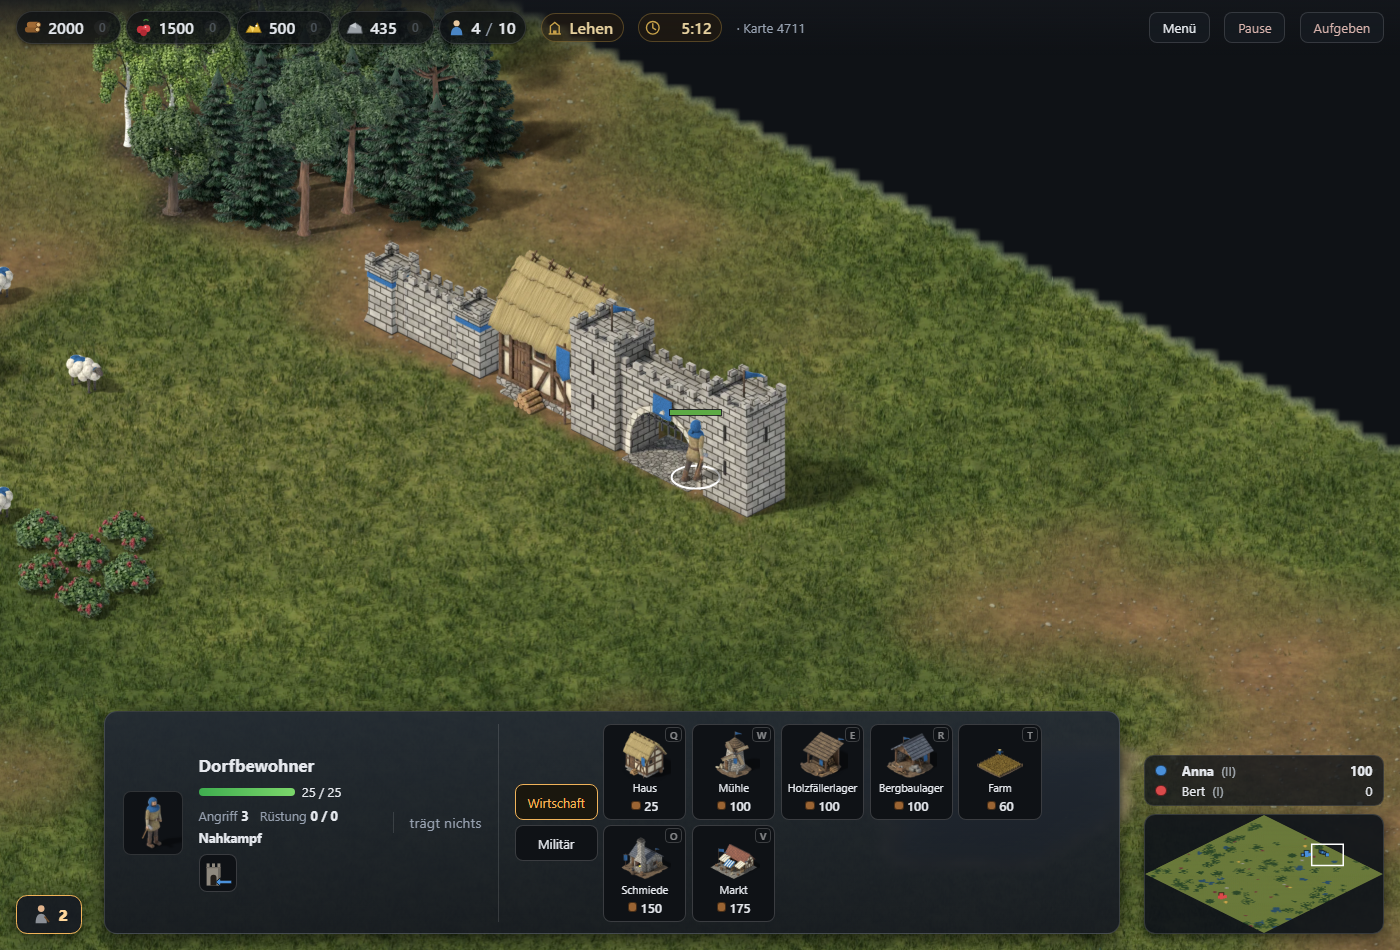 2000 0 1500 0 500 0 435 0 4 / 10 Lehen 5:12 · Karte 4711 Menü Pause Aufgeben
Dorfbewohner
25 / 25
Angriff 3 Rüstung 0 / 0
Nahkampf
trägt nichts
Wirtschaft
Militär
Q
Haus
25
W
Mühle
100
E
Holzfällerlager
100
R
Bergbaulager
100
T
Farm
60
O
Schmiede
150
V
Markt
175
Anna (II) 100
Bert (I) 0
2